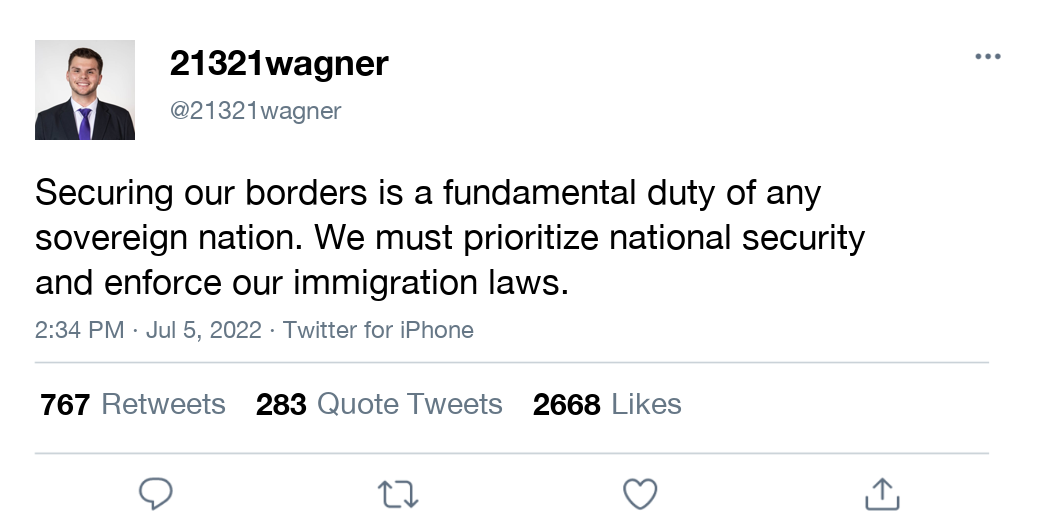 21321wagner
@21321wagner
Securing our borders is a fundamental duty of any
sovereign nation. We must prioritize national security
and enforce our immigration laws.
2:34 PM · Jul 5, 2022 · Twitter for iPhone
767 Retweets 283 Quote Tweets 2668 Likes